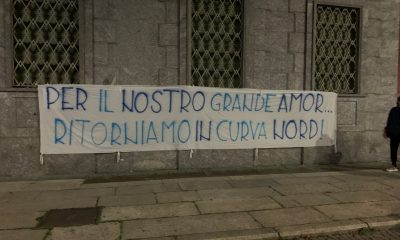 PER IL NOSTRO GRANDE AMOR...
RITORNIAMO IN CURVA NORD!